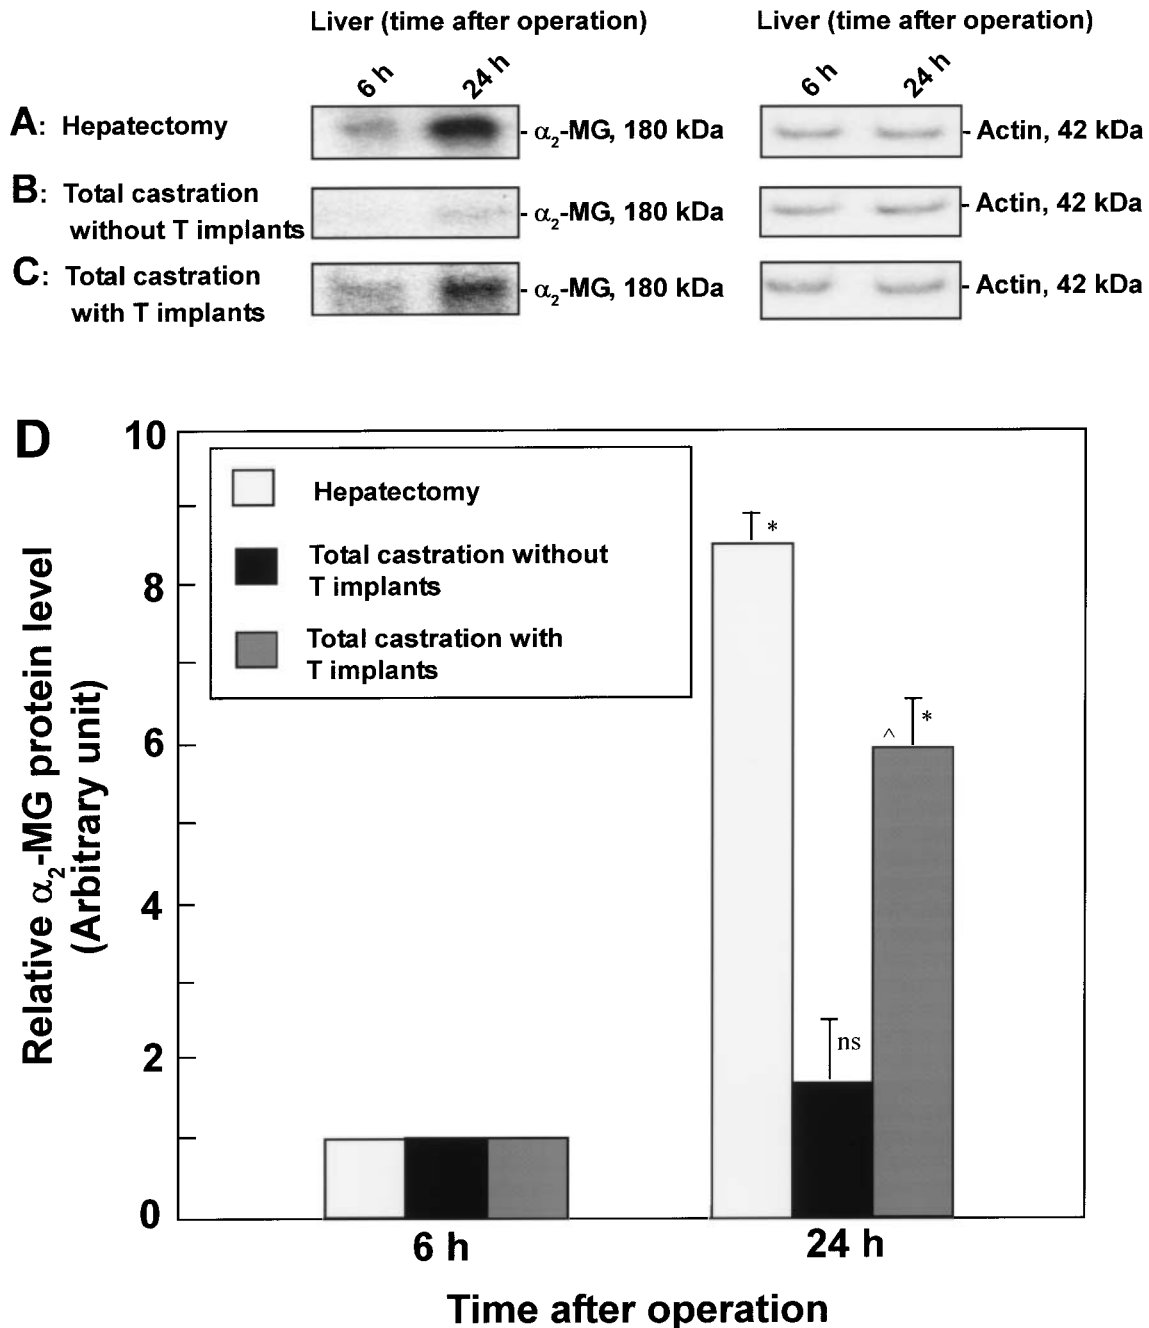 Liver (time after operation)
Liver (time after operation)
6 h
24 h
6 h
24 h
A: Hepatectomy
- α₂-MG, 180 kDa
- Actin, 42 kDa
B: Total castration
without T implants
- α₂-MG, 180 kDa
- Actin, 42 kDa
C: Total castration
with T implants
- α₂-MG, 180 kDa
- Actin, 42 kDa
D
Relative α₂-MG protein level
(Arbitrary unit)
10
8
6
4
2
0
Hepatectomy
Total castration without
T implants
Total castration with
T implants
*
ns
^
*
6 h
24 h
Time after operation